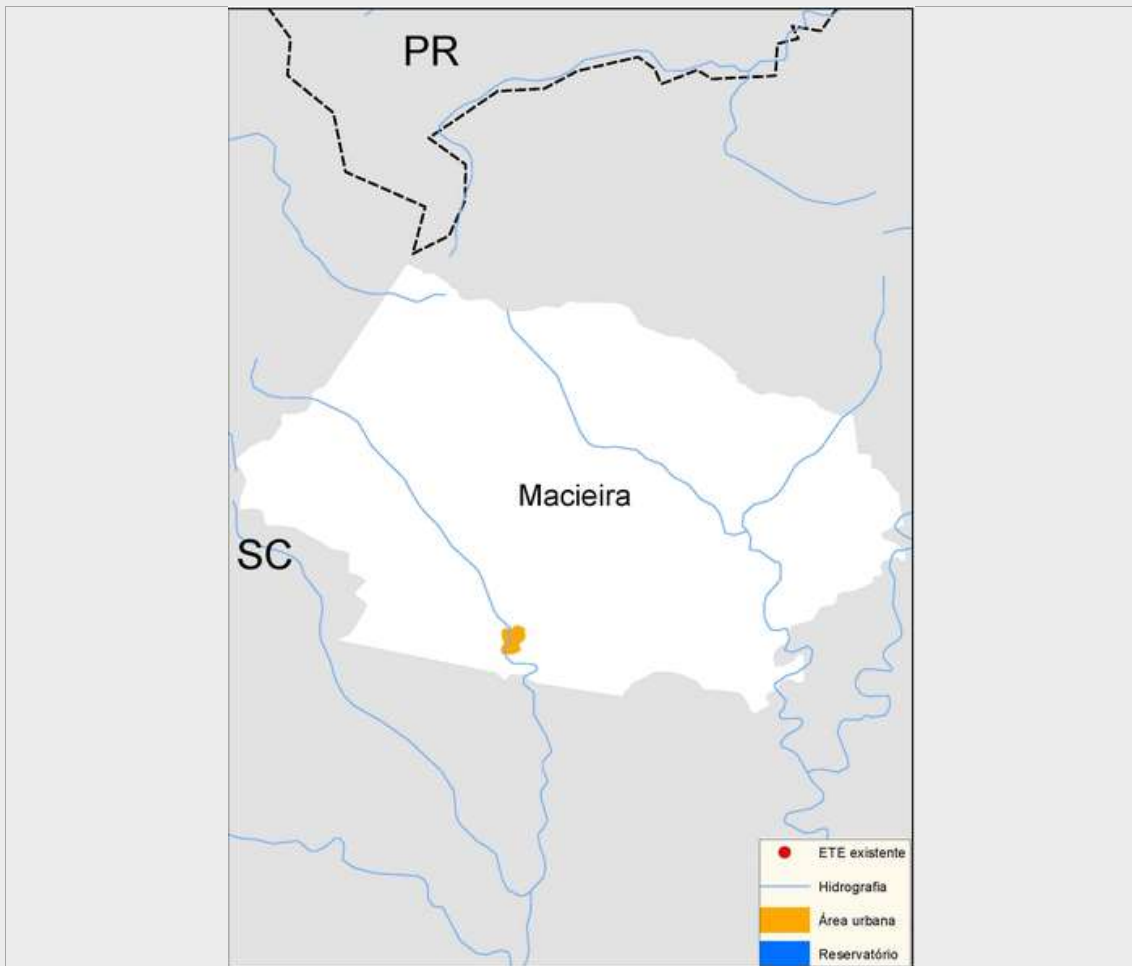 PR
Macieira
SC
ETE existente
Hidrografia
Área urbana
Reservatório